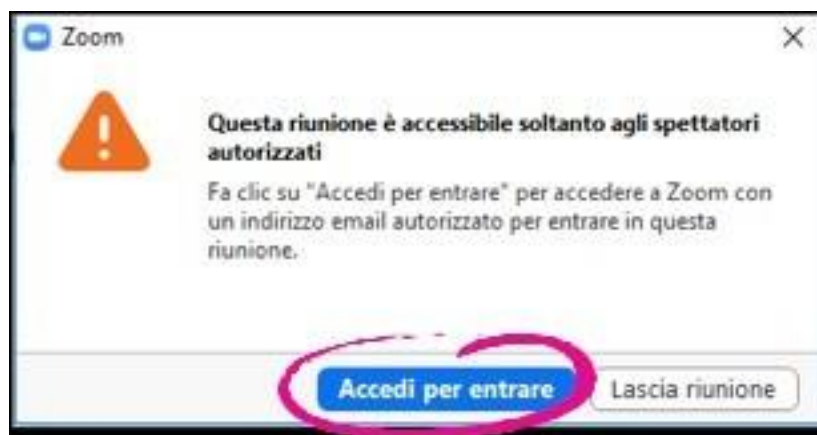 Zoom
Questa riunione è accessibile soltanto agli spettatori
autorizzati
Fa clic su "Accedi per entrare" per accedere a Zoom con
un indirizzo email autorizzato per entrare in questa
riunione.
Accedi per entrare
Lascia riunione